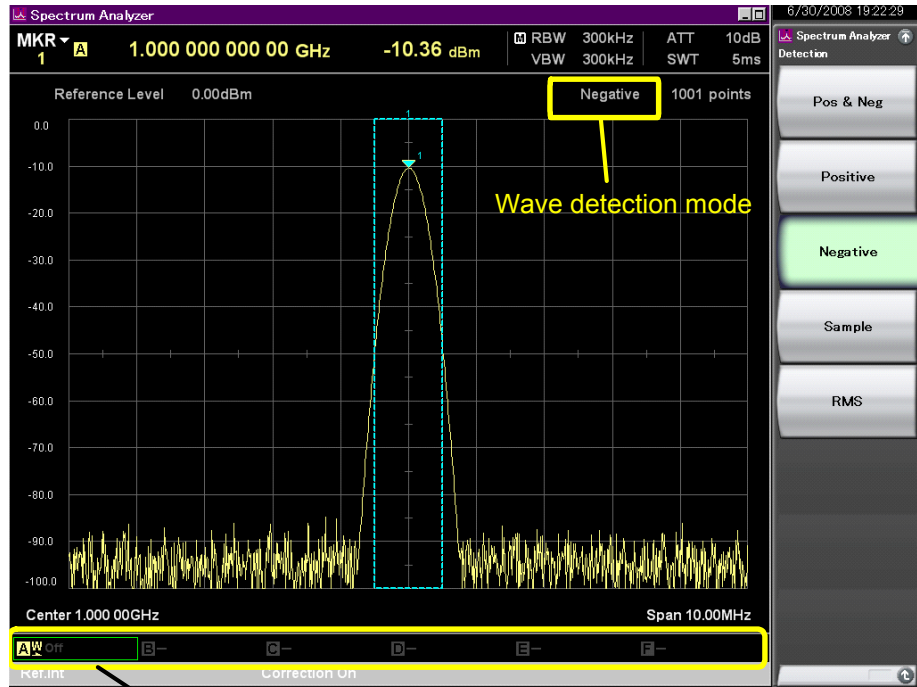 Spectrum Analyzer
6/30/2008 19:22:29
MKR 1 A 1.000 000 000 00 GHz -10.36 dBm
M RBW 300kHz ATT 10dB
VBW 300kHz SWT 5ms
Reference Level 0.00dBm Negative 1001 points
1
1
Wave detection mode
0.0
-10.0
-20.0
-30.0
-40.0
-50.0
-60.0
-70.0
-80.0
-90.0
-100.0
Center 1.000 00GHz Span 10.00MHz
A W Off B– C– D– E– F–
Ref.Int Correction On
Spectrum Analyzer
Detection
Pos & Neg
Positive
Negative
Sample
RMS